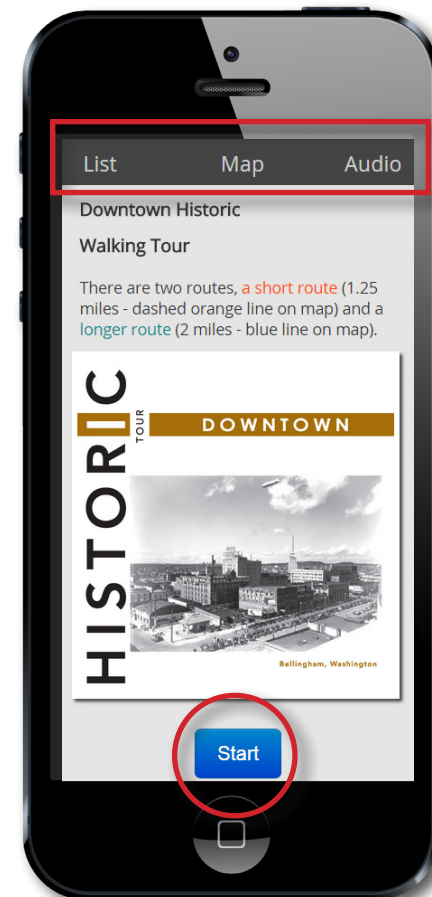 List Map Audio
Downtown Historic
Walking Tour
There are two routes, a short route (1.25
miles - dashed orange line on map) and a
longer route (2 miles - blue line on map).
HISTORIC
TOUR
DOWNTOWN
Bellingham, Washington
Start